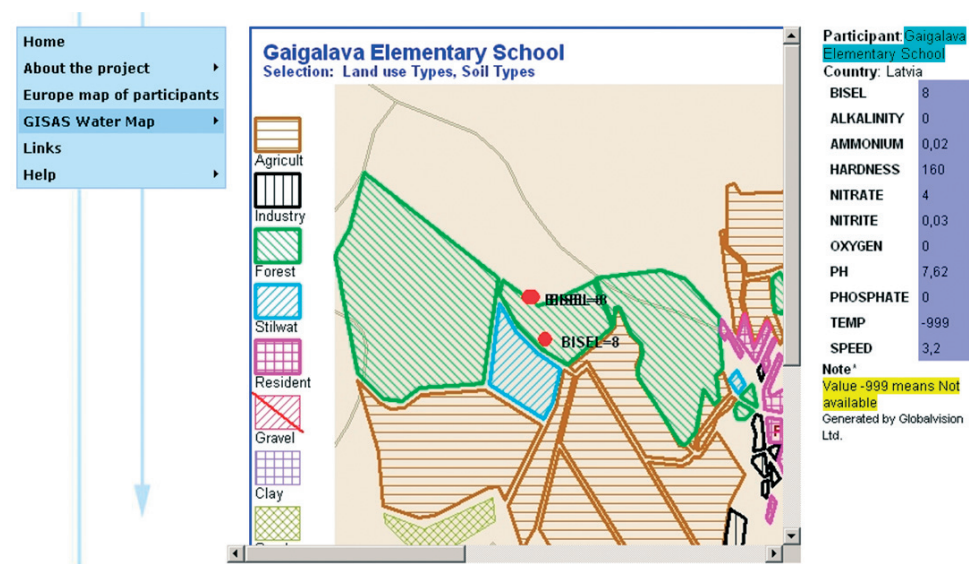 Home
About the project
Europe map of participants
GISAS Water Map
Links
Help
Gaigalava Elementary School
Selection: Land use Types, Soil Types
Agricult
Industry
Forest
Stilwat
Resident
Gravel
Clay
BISEL=8
BISEL=8
Participant: Gaigalava
Elementary School
Country: Latvia
BISEL 8
ALKALINITY 0
AMMONIUM 0,02
HARDNESS 160
NITRATE 4
NITRITE 0,03
OXYGEN 0
PH 7,62
PHOSPHATE 0
TEMP -999
SPEED 3,2
Note*
Value -999 means Not
available
Generated by Globalvision
Ltd.